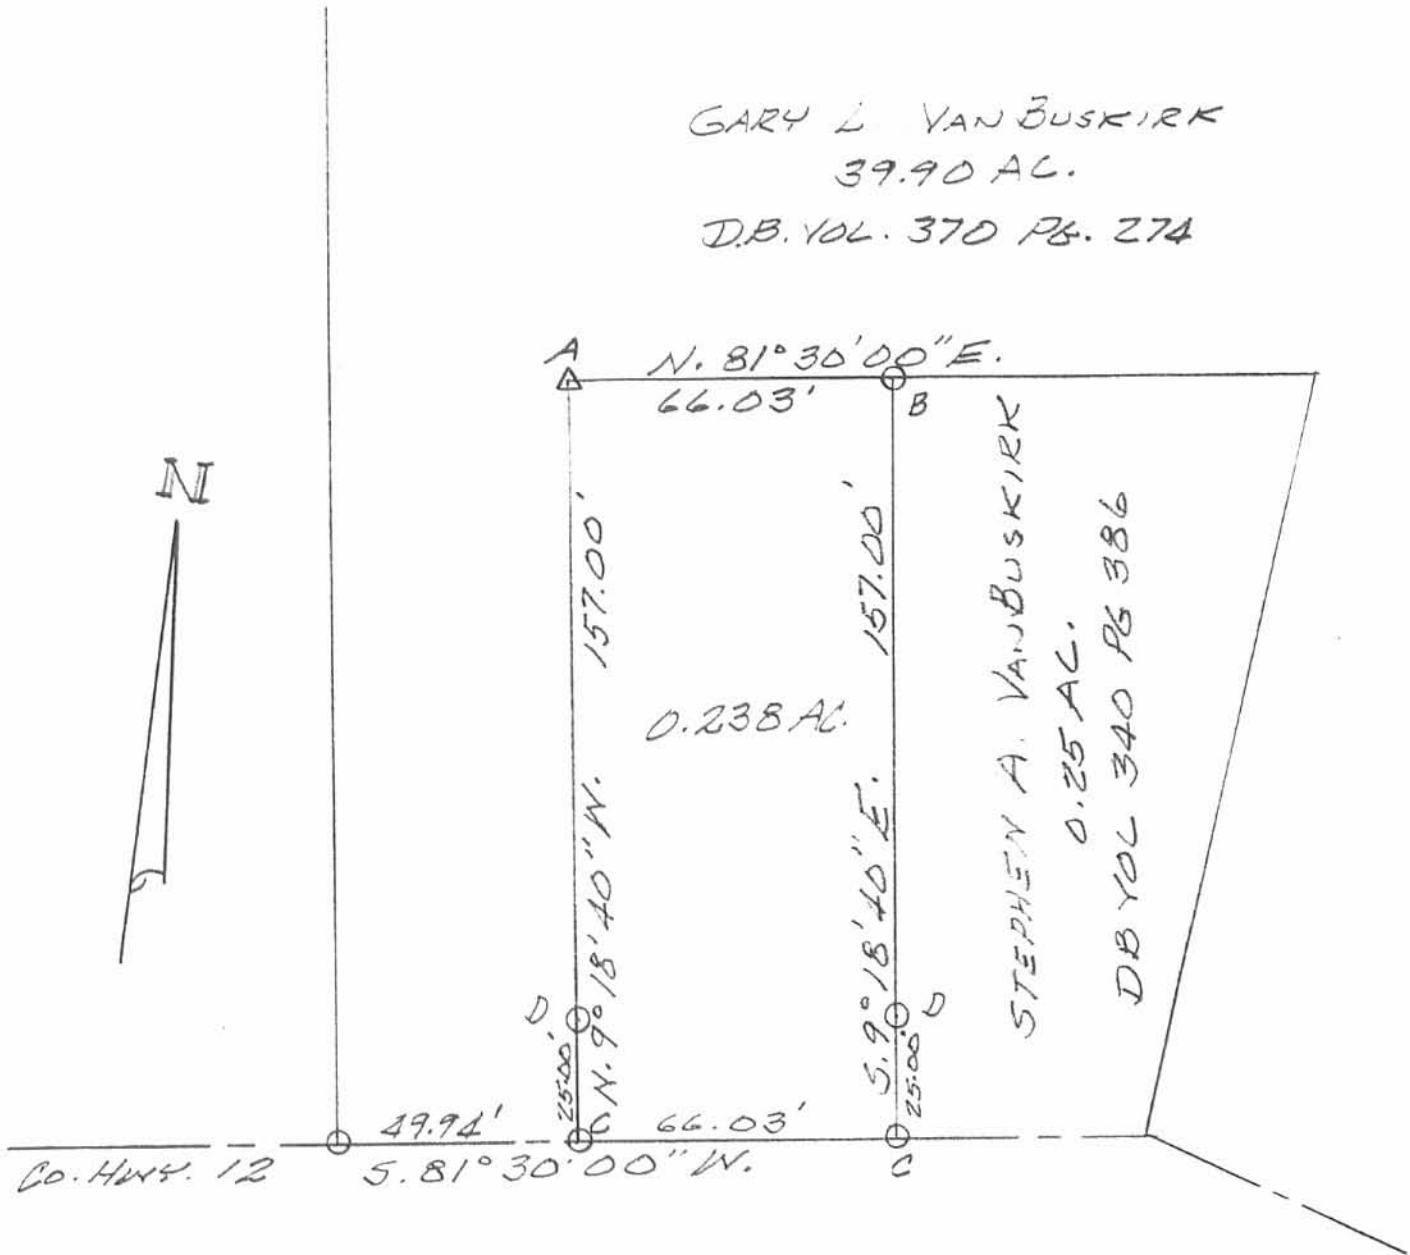 GARY L VANBUSKIRK
39.90 AC.
D.B. VOL. 370 PG. 274
A
N. 81°30'00"E.
66.03'
B
N
157.00'
N. 9°18'40"W.
157.00'
S. 9°18'40"E.
0.238 AC.
STEPHEN A. VANBUSKIRK
0.25 AC.
DB VOL 340 PG 386
D
25.00'
D
25.00'
49.94'
C
66.03'
C
CO. HWY. 12
S. 81°30'00"W.